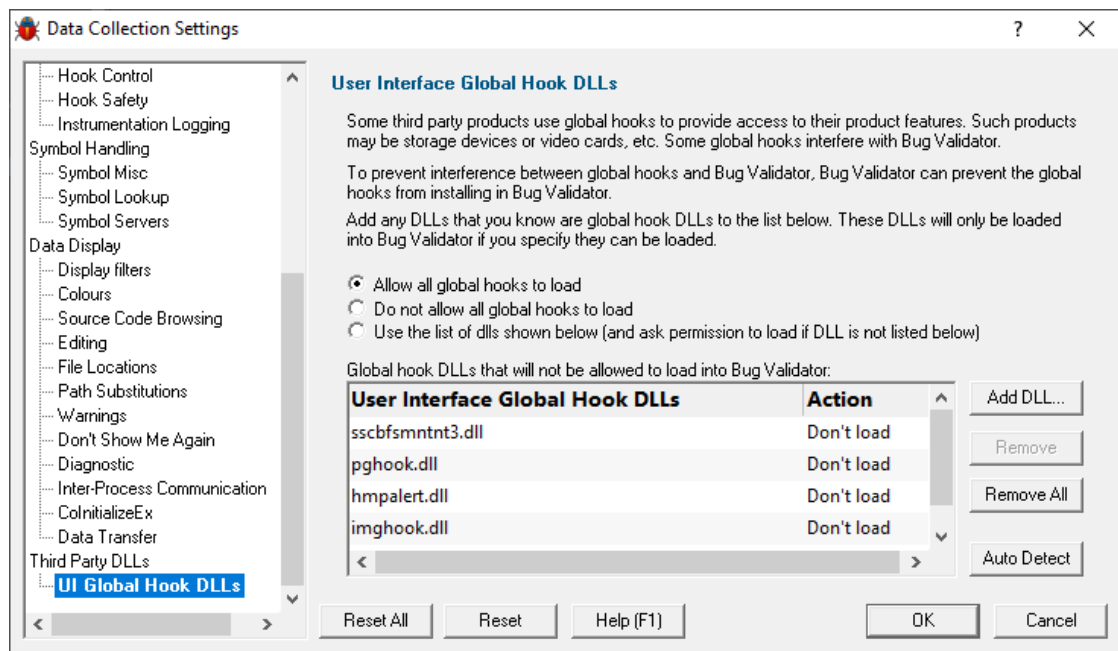 Data Collection Settings
?
Hook Control
Hook Safety
Instrumentation Logging
Symbol Handling
Symbol Misc
Symbol Lookup
Symbol Servers
Data Display
Display filters
Colours
Source Code Browsing
Editing
File Locations
Path Substitutions
Warnings
Don't Show Me Again
Diagnostic
Inter-Process Communication
CoInitializeEx
Data Transfer
Third Party DLLs
UI Global Hook DLLs
User Interface Global Hook DLLs
Some third party products use global hooks to provide access to their product features. Such products
may be storage devices or video cards, etc. Some global hooks interfere with Bug Validator.
To prevent interference between global hooks and Bug Validator, Bug Validator can prevent the global
hooks from installing in Bug Validator.
Add any DLLs that you know are global hook DLLs to the list below. These DLLs will only be loaded
into Bug Validator if you specify they can be loaded.
Allow all global hooks to load
Do not allow all global hooks to load
Use the list of dlls shown below (and ask permission to load if DLL is not listed below)
Global hook DLLs that will not be allowed to load into Bug Validator:
User Interface Global Hook DLLs Action
sscbfsmntnt3.dll Don't load
pghook.dll Don't load
hmpalert.dll Don't load
imghook.dll Don't load
Add DLL...
Remove
Remove All
Auto Detect
Reset All
Reset
Help (F1)
OK
Cancel